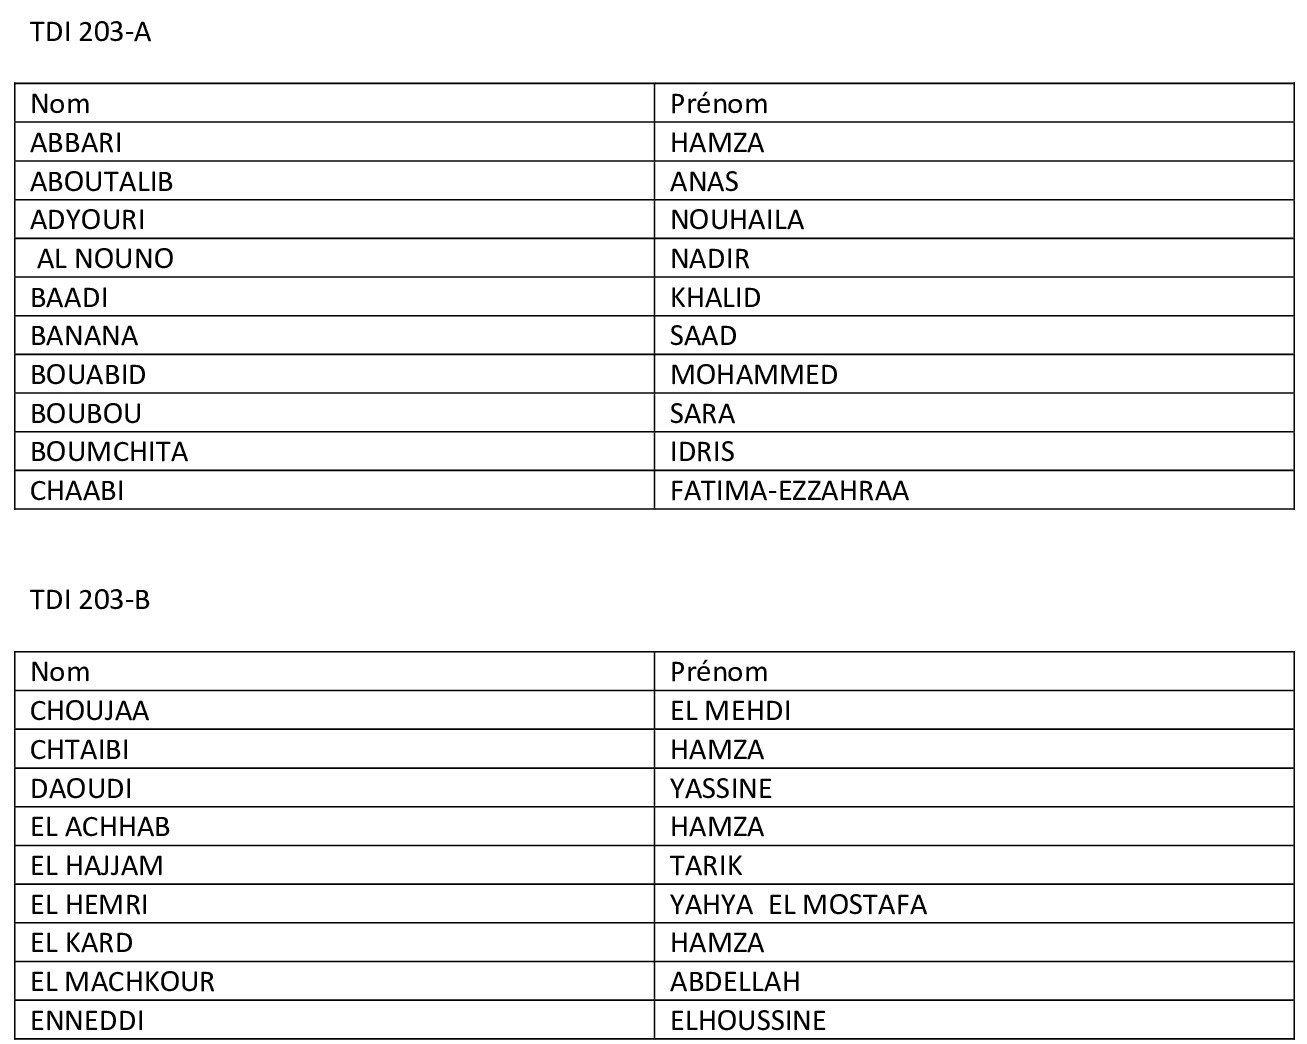 TDI 203-A
Nom Prénom
ABBARI HAMZA
ABOUTALIB ANAS
ADYOURI NOUHAILA
AL NOUNO NADIR
BAADI KHALID
BANANA SAAD
BOUABID MOHAMMED
BOUBOU SARA
BOUMCHITA IDRIS
CHAABI FATIMA-EZZAHRAA
TDI 203-B
Nom Prénom
CHOUJAA EL MEHDI
CHTAIBI HAMZA
DAOUDI YASSINE
EL ACHHAB HAMZA
EL HAJJAM TARIK
EL HEMRI YAHYA  EL MOSTAFA
EL KARD HAMZA
EL MACHKOUR ABDELLAH
ENNEDDI ELHOUSSINE